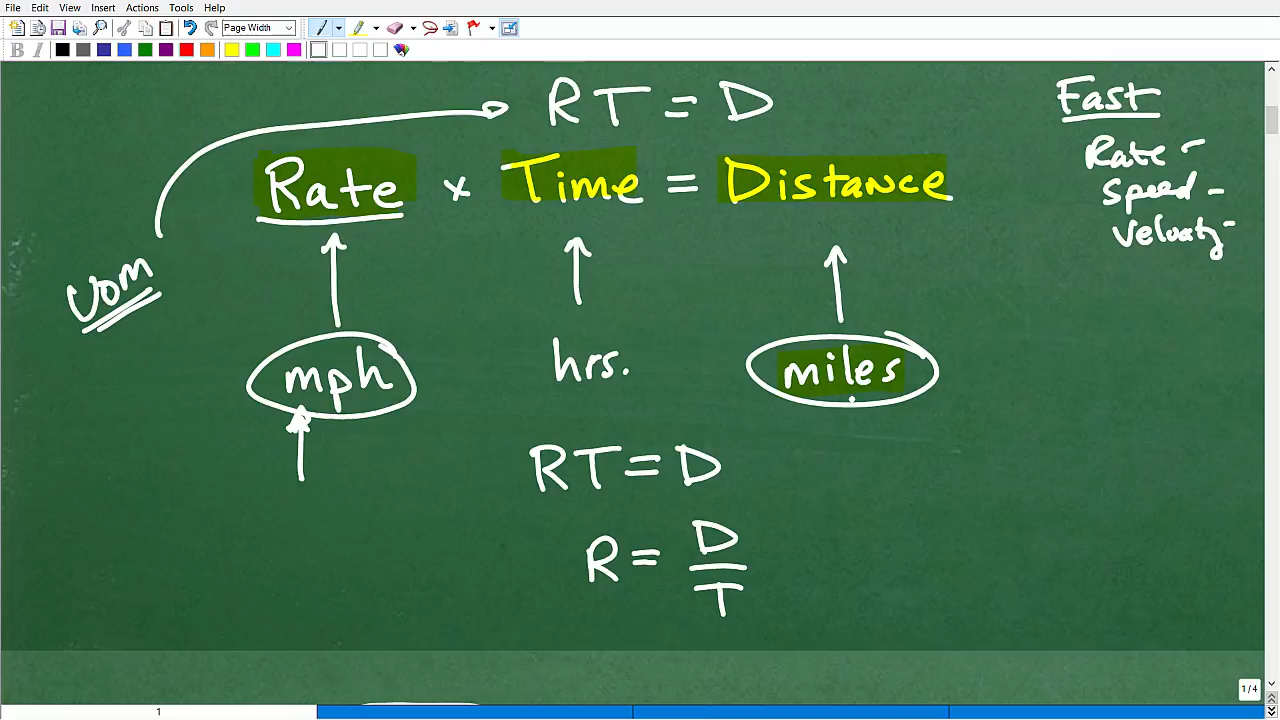 File Edit View Insert Actions Tools Help
Page Width
B I
RT = D
Fast
Rate -
Speed -
Velocity -
Rate × Time = Distance
UOM
mph hrs. miles
RT = D
R = D/T
1/4
1